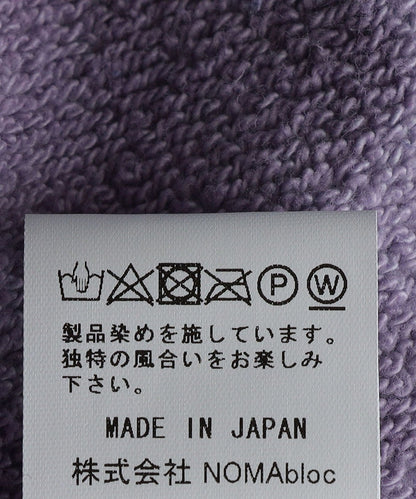 P W
製品染めを施しています。
独特の風合いをお楽しみ
下さい。
MADE IN JAPAN
株式会社 NOMAbloc